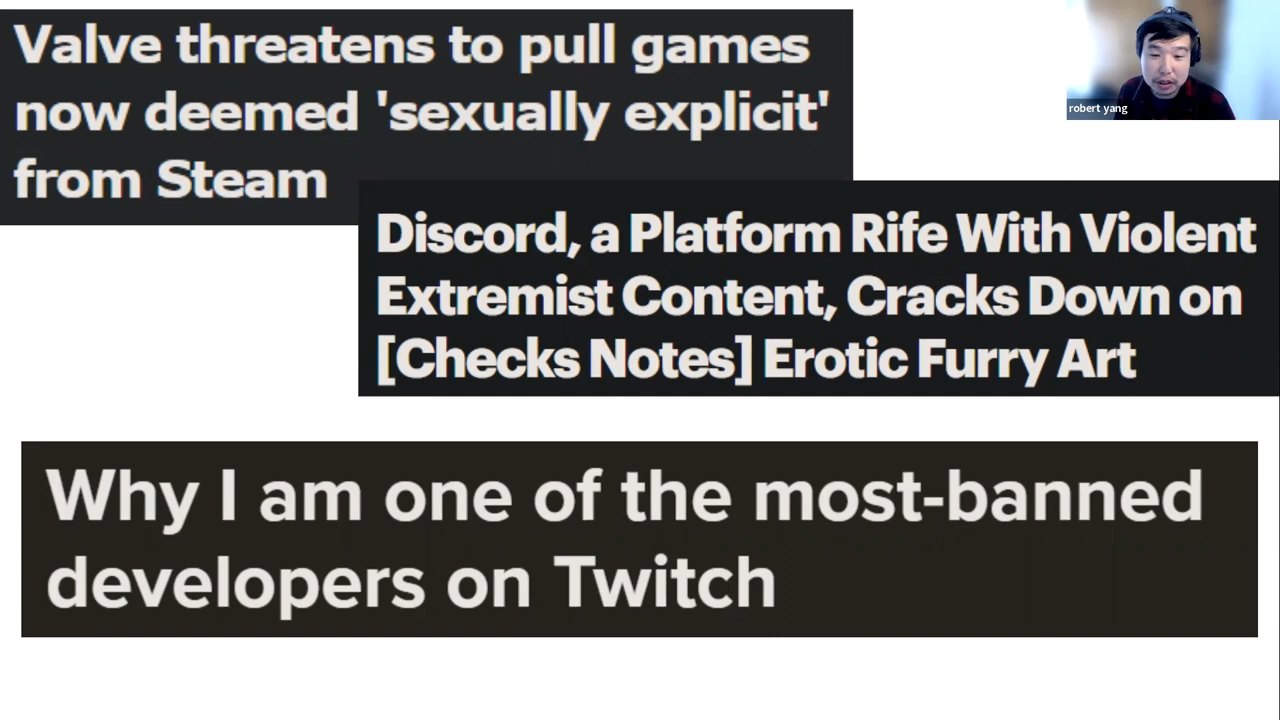 Valve threatens to pull games
now deemed 'sexually explicit'
from Steam
robert yang
Discord, a Platform Rife With Violent
Extremist Content, Cracks Down on
[Checks Notes] Erotic Furry Art
Why I am one of the most-banned
developers on Twitch